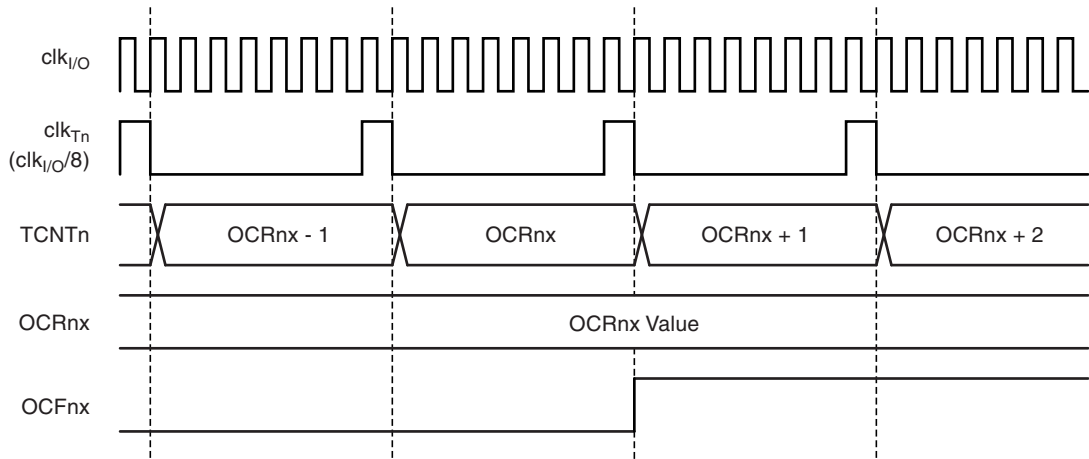 clkI/O
clkTn
(clkI/O/8)
TCNTn OCRnx - 1 OCRnx OCRnx + 1 OCRnx + 2
OCRnx OCRnx Value
OCFnx